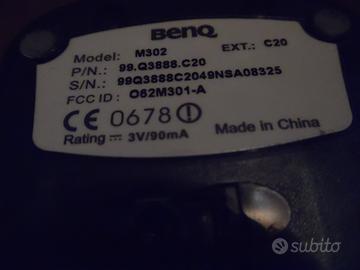 BenQ
Model: M302 EXT.: C20
P/N.: 99.Q3888.C20
S/N.: 99Q3888C2049NSA08325
FCC ID: O62M301-A
CE 0678
Made in China
Rating ⎓ 3V/90mA
subito